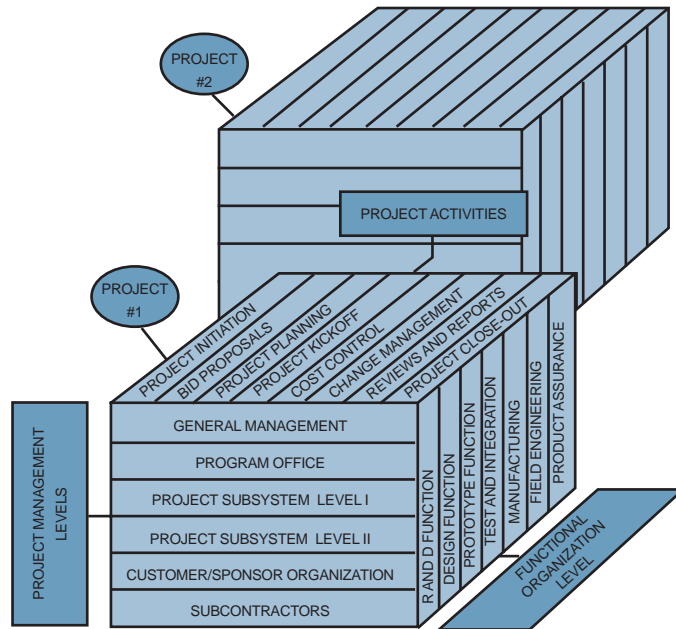 PROJECT
#2
PROJECT ACTIVITIES
PROJECT
#1
PROJECT INITIATION
BID PROPOSALS
PROJECT PLANNING
PROJECT KICKOFF
COST CONTROL
CHANGE MANAGEMENT
REVIEWS AND REPORTS
PROJECT CLOSE-OUT
GENERAL MANAGEMENT
PROGRAM OFFICE
PROJECT SUBSYSTEM LEVEL I
PROJECT SUBSYSTEM LEVEL II
CUSTOMER/SPONSOR ORGANIZATION
SUBCONTRACTORS
PROJECT MANAGEMENT
LEVELS
R AND D FUNCTION
DESIGN FUNCTION
PROTOTYPE FUNCTION
TEST AND INTEGRATION
MANUFACTURING
FIELD ENGINEERING
PRODUCT ASSURANCE
FUNCTIONAL
ORGANIZATION
LEVEL